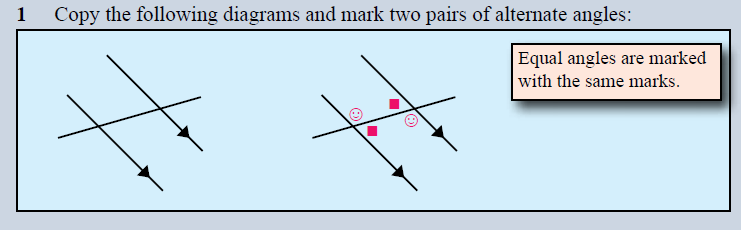 1 Copy the following diagrams and mark two pairs of alternate angles:
Equal angles are marked
with the same marks.